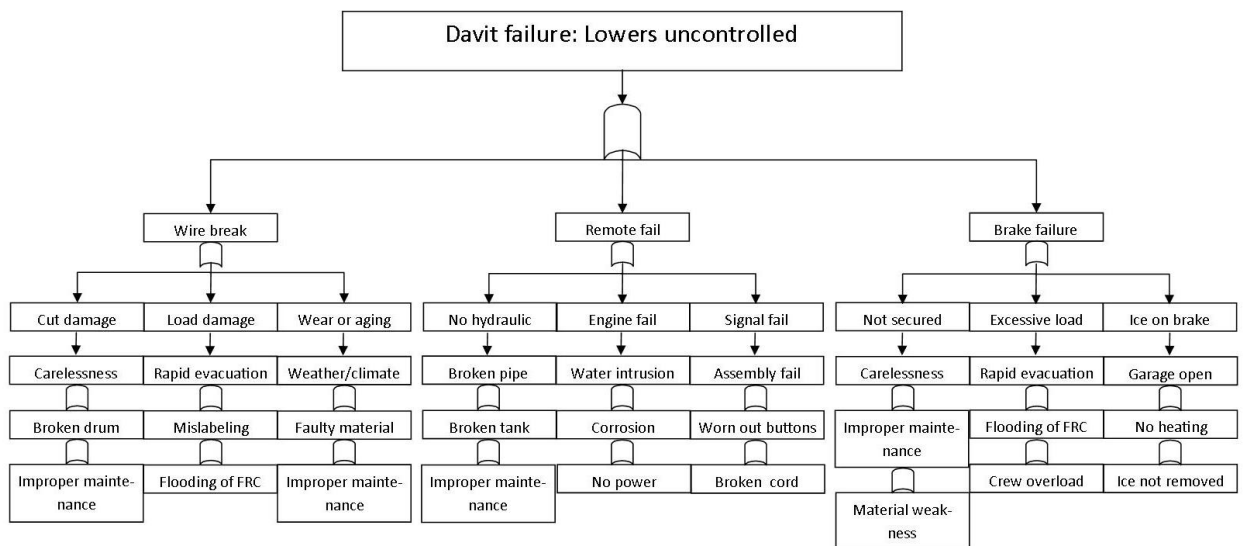 Davit failure: Lowers uncontrolled
Wire break
Remote fail
Brake failure
Cut damage
Load damage
Wear or aging
No hydraulic
Engine fail
Signal fail
Not secured
Excessive load
Ice on brake
Carelessness
Rapid evacuation
Weather/climate
Broken pipe
Water intrusion
Assembly fail
Carelessness
Rapid evacuation
Garage open
Broken drum
Mislabeling
Faulty material
Broken tank
Corrosion
Worn out buttons
Improper mainte-
nance
Flooding of FRC
No heating
Improper mainte-
nance
Flooding of FRC
Improper mainte-
nance
Improper mainte-
nance
No power
Broken cord
Material weak-
ness
Crew overload
Ice not removed